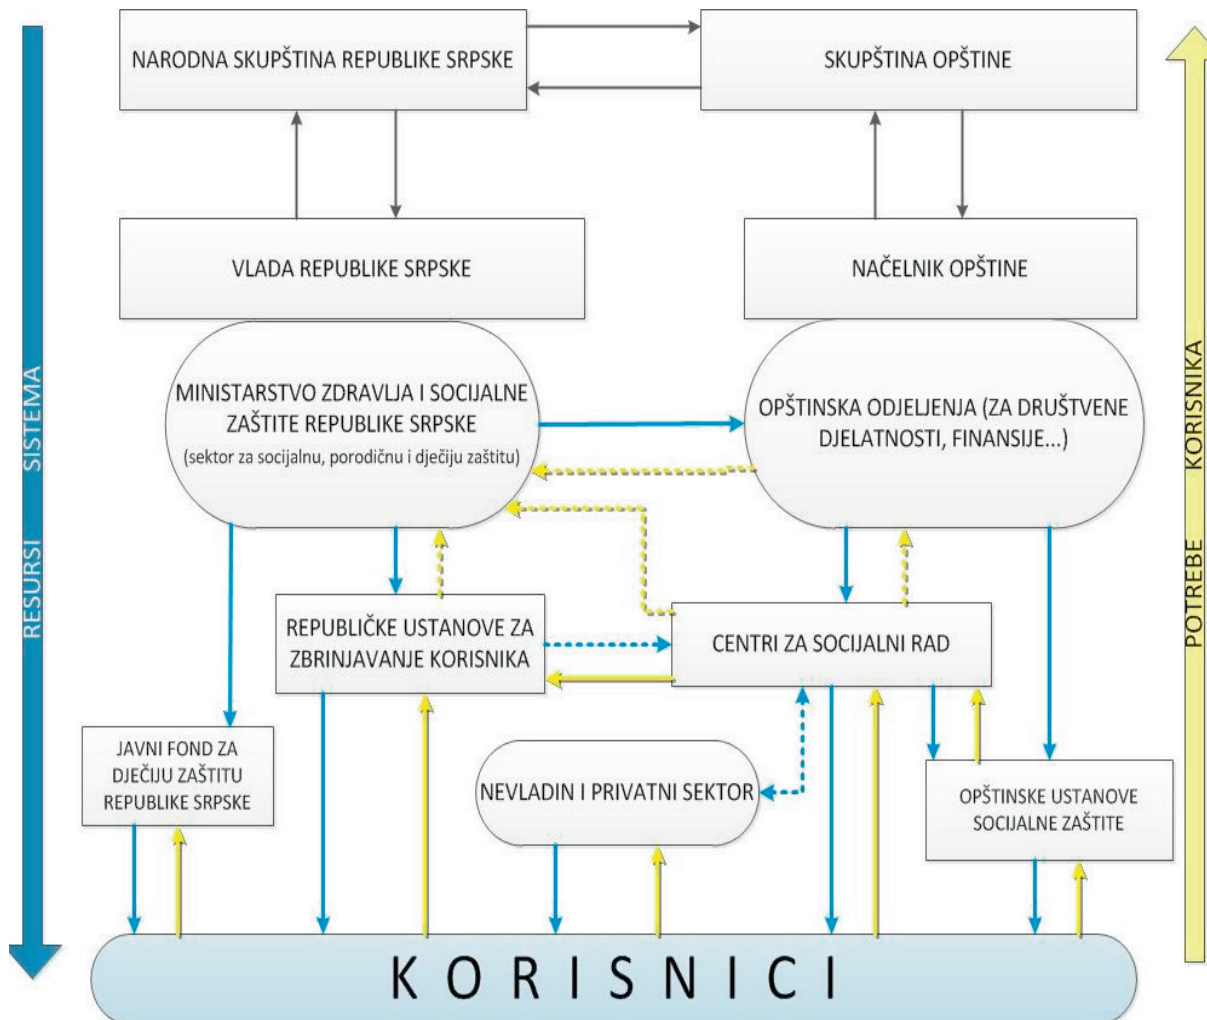 NARODNA SKUPŠTINA REPUBLIKE SRPSKE
SKUPŠTINA OPŠTINE
VLADA REPUBLIKE SRPSKE
NAČELNIK OPŠTINE
MINISTARSTVO ZDRAVLJA I SOCIJALNE
ZAŠTITE REPUBLIKE SRPSKE
(sektor za socijalnu, porodičnu i dječiju zaštitu)
OPŠTINSKA ODJELJENJA (ZA DRUŠTVENE
DJELATNOSTI, FINANSIJE...)
RESURSI SISTEMA
POTREBE KORISNIKA
REPUBLIČKE USTANOVE ZA
ZBRINJAVANJE KORISNIKA
CENTRI ZA SOCIJALNI RAD
JAVNI FOND ZA
DJEČIJU ZAŠTITU
REPUBLIKE SRPSKE
NEVLADIN I PRIVATNI SEKTOR
OPŠTINSKE USTANOVE
SOCIJALNE ZAŠTITE
KORISNICI